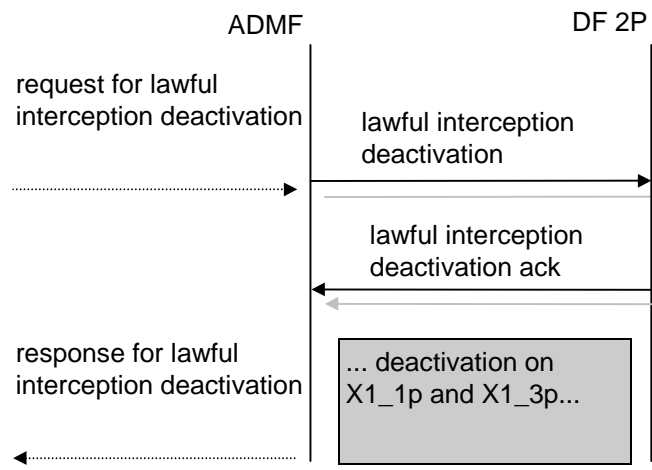 ADMF
DF 2P
request for lawful
interception deactivation
lawful interception
deactivation
lawful interception
deactivation ack
response for lawful
interception deactivation
... deactivation on
X1_1p and X1_3p...